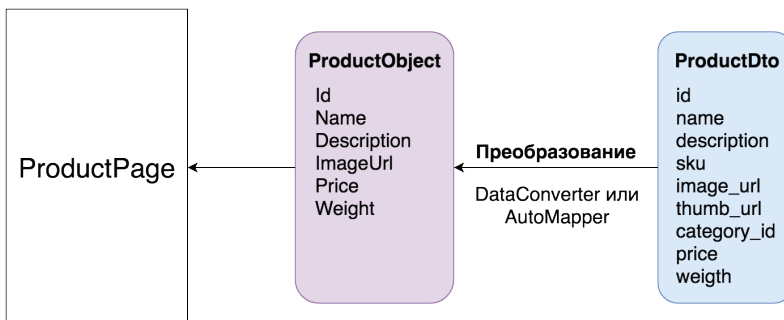 ProductPage
ProductObject
Id
Name
Description
ImageUrl
Price
Weight
Преобразование
DataConverter или
AutoMapper
ProductDto
id
name
description
sku
image_url
thumb_url
category_id
price
weigth